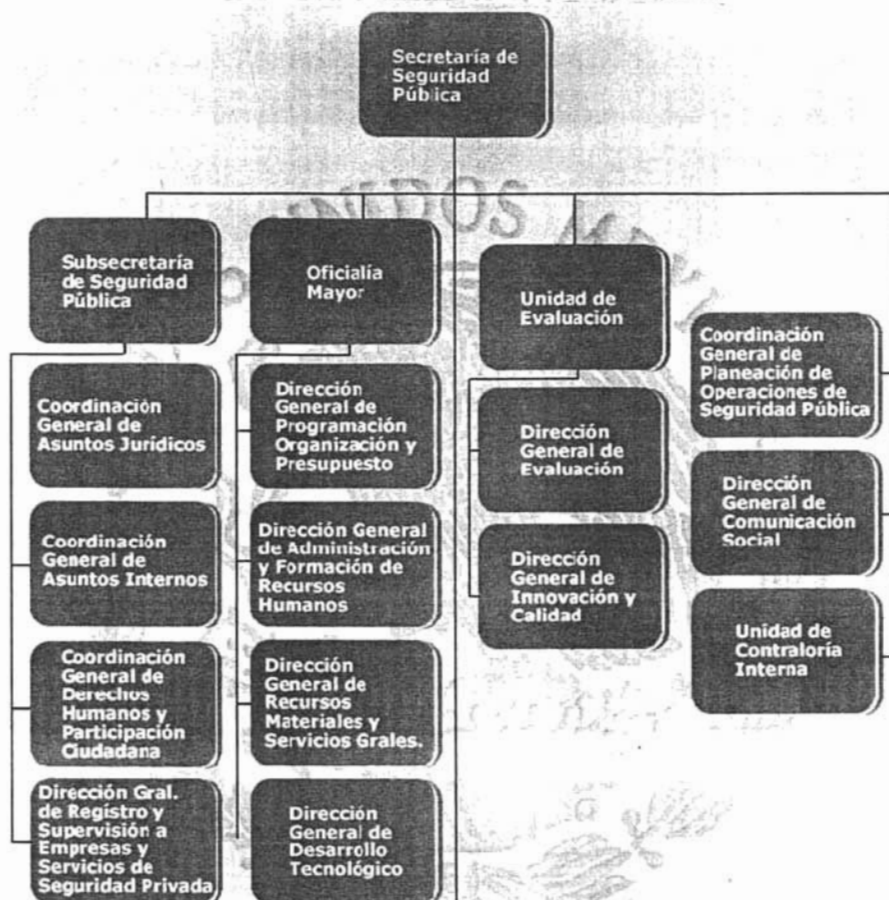 Secretaría de
Seguridad
Pública
Subsecretaría
de Seguridad
Pública
Oficialía
Mayor
Unidad de
Evaluación
Coordinación
General de
Planeación de
Operaciones de
Seguridad Pública
Coordinación
General de
Asuntos Jurídicos
Dirección
General de
Programación
Organización y
Presupuesto
Dirección
General de
Evaluación
Dirección
General de
Comunicación
Social
Coordinación
General de
Asuntos Internos
Dirección General
de Administración
y Formación de
Recursos
Humanos
Dirección
General de
Innovación y
Calidad
Unidad de
Contraloría
Interna
Coordinación
General de
Derechos
Humanos y
Participación
Ciudadana
Dirección
General de
Recursos
Materiales y
Servicios Grales.
Dirección Gral.
de Registro y
Supervisión a
Empresas y
Servicios de
Seguridad Privada
Dirección
General de
Desarrollo
Tecnológico